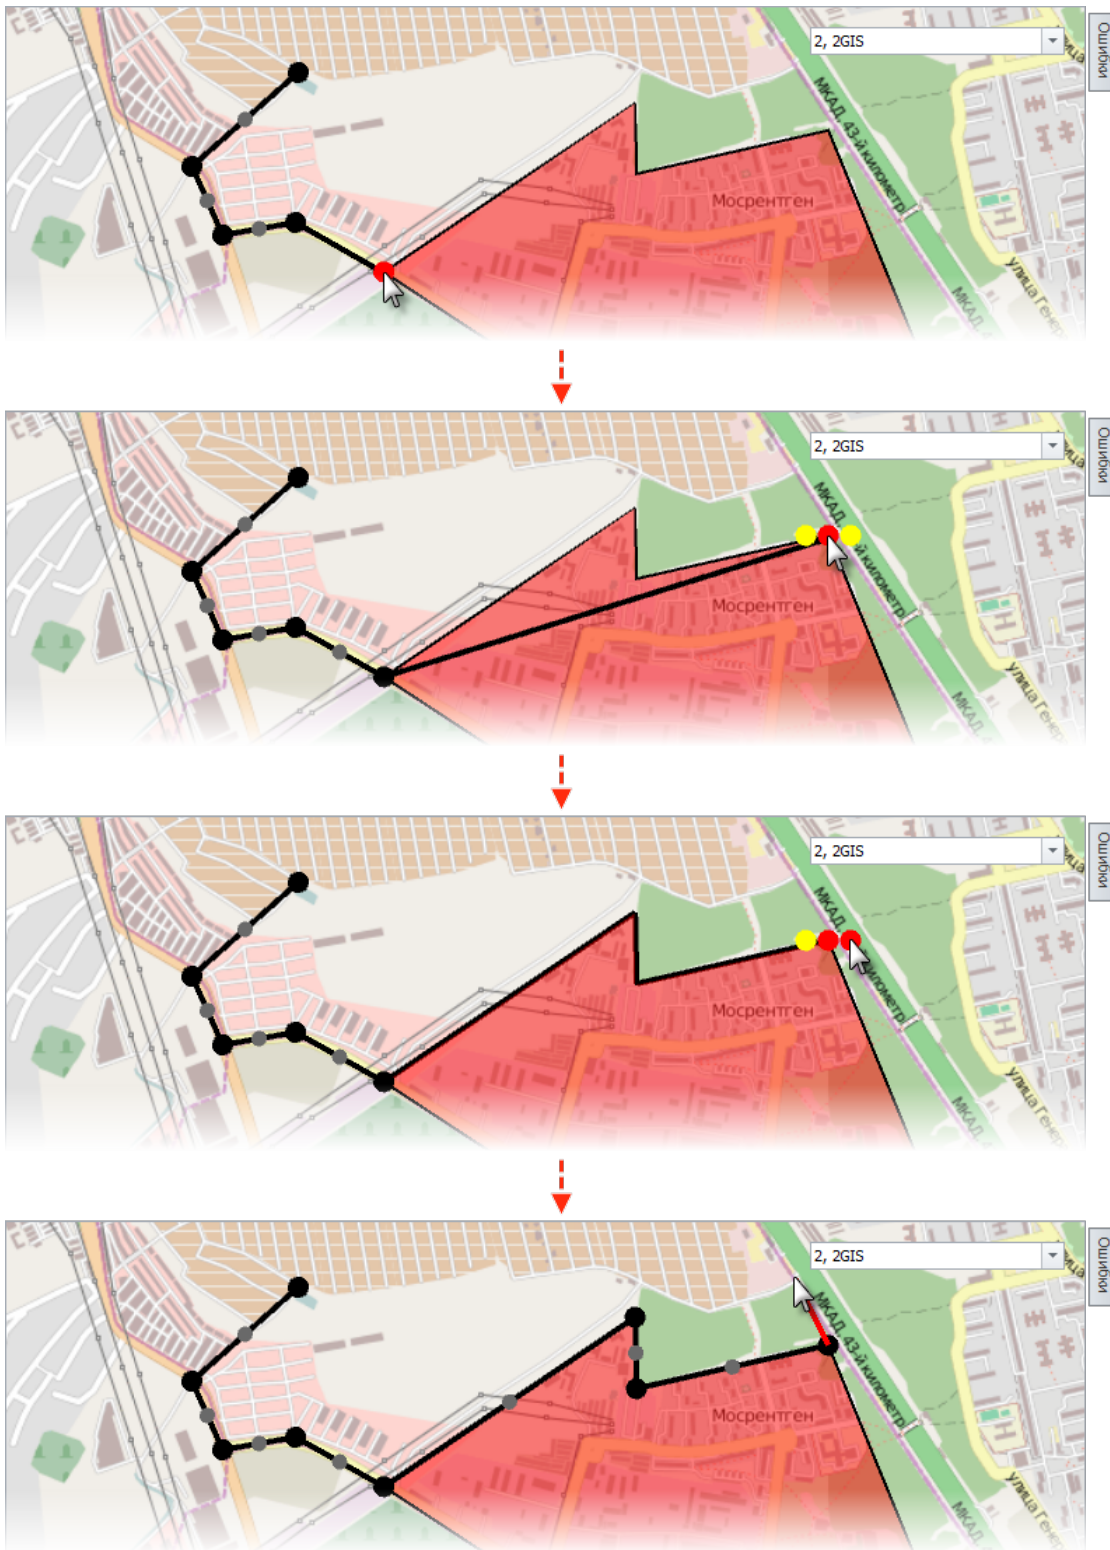 2, 2GIS
Ошибки
МКАД, 43-й километр
Мосрентген
МКАД,
улица Генер
2, 2GIS
Ошибки
МКАД,
й километр
Мосрентген
МКАД,
улица Генер
2, 2GIS
Ошибки
МКАД
километр
Мосрентген
МКАД,
улица Генер
2, 2GIS
Ошибки
МКАД, 43-й километр
Мосрентген
МКАД,
улица Генер